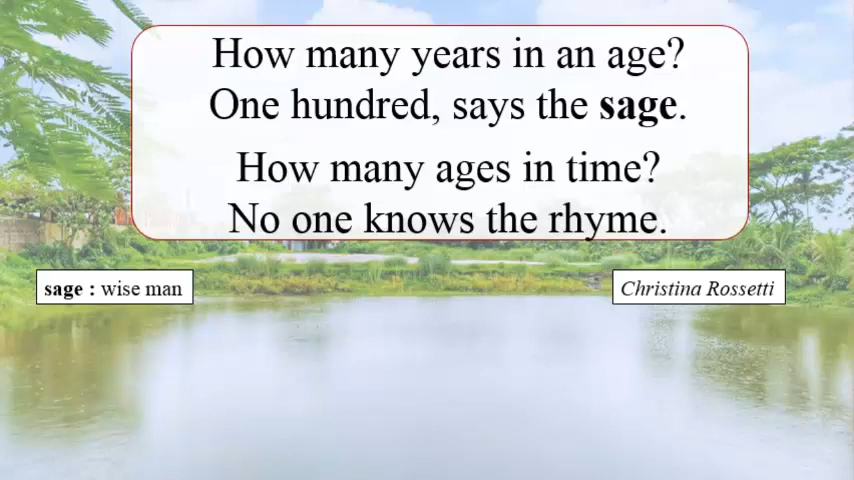 How many years in an age?
One hundred, says the sage.
How many ages in time?
No one knows the rhyme.
sage : wise man
Christina Rossetti